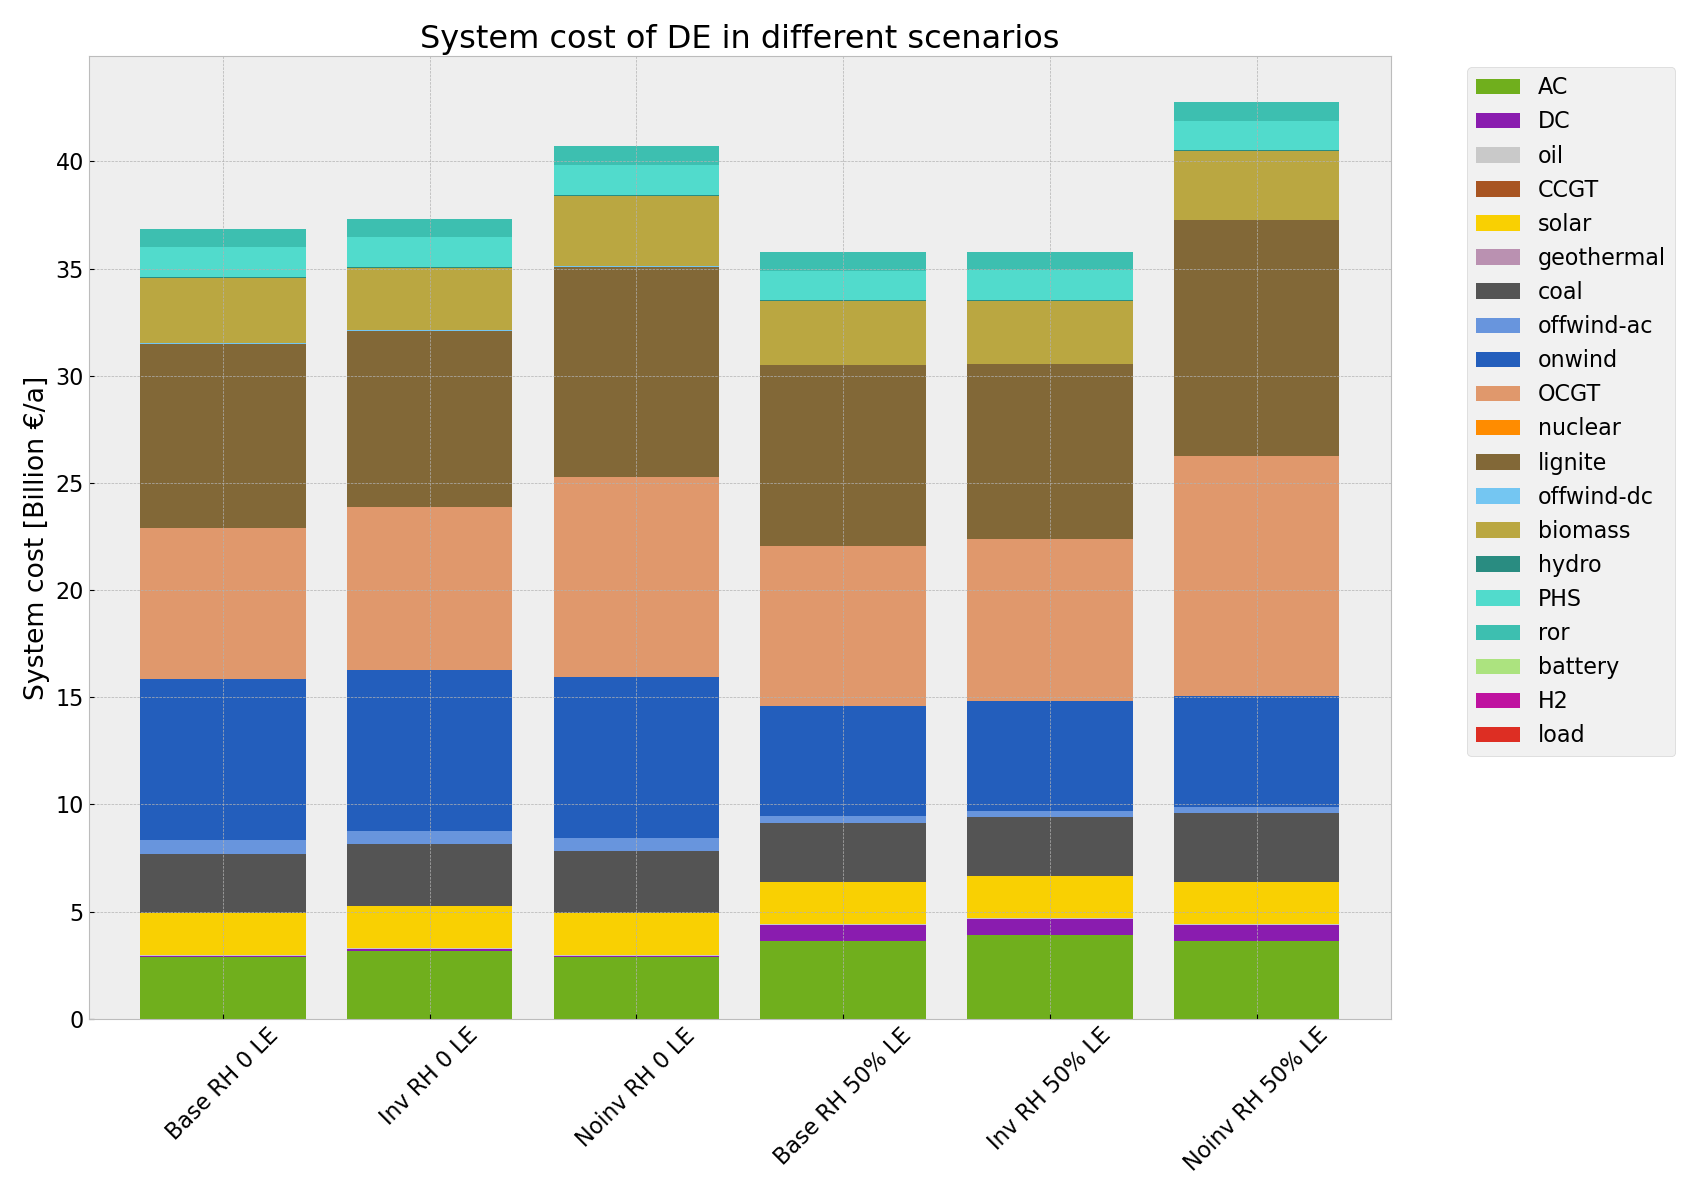 System cost of DE in different scenarios
System cost [Billion €/a]
40
35
30
25
20
15
10
5
0
Base RH 0 LE
Inv RH 0 LE
Noinv RH 0 LE
Base RH 50% LE
Inv RH 50% LE
Noinv RH 50% LE
AC
DC
oil
CCGT
solar
geothermal
coal
offwind-ac
onwind
OCGT
nuclear
lignite
offwind-dc
biomass
hydro
PHS
ror
battery
H2
load